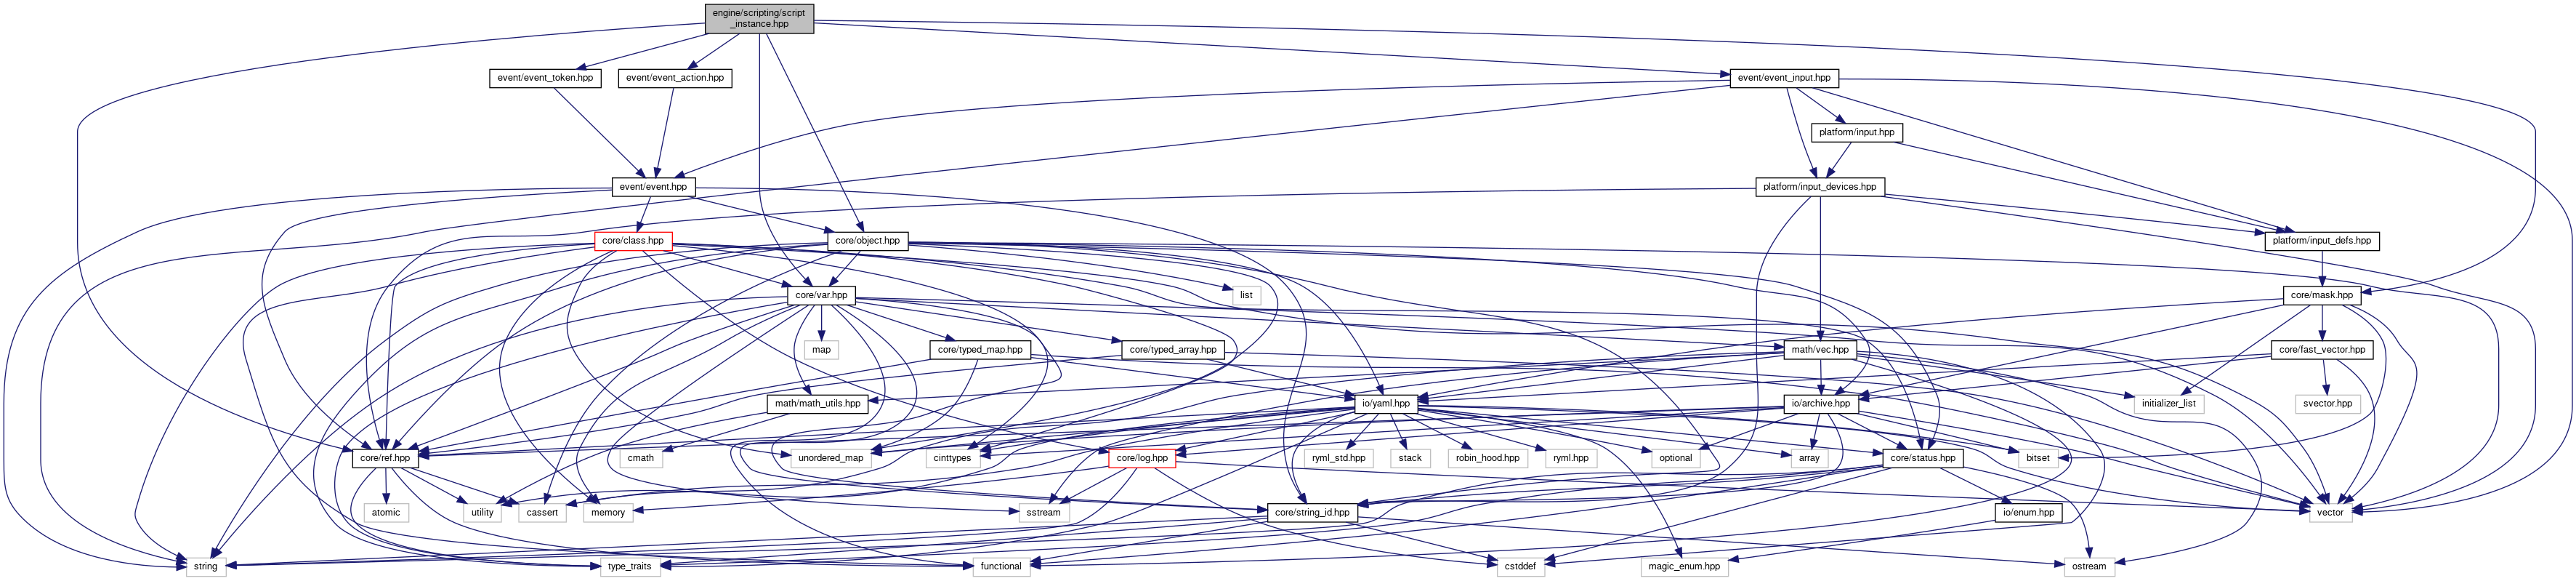 engine/scripting/script
_instance.hpp
event/event_token.hpp
event/event_action.hpp
event/event_input.hpp
platform/input.hpp
event/event.hpp
platform/input_devices.hpp
core/class.hpp
core/object.hpp
platform/input_defs.hpp
core/var.hpp
list
core/mask.hpp
map
core/typed_map.hpp
core/typed_array.hpp
math/vec.hpp
core/fast_vector.hpp
math/math_utils.hpp
io/yaml.hpp
io/archive.hpp
initializer_list
svector.hpp
core/ref.hpp
cmath
unordered_map
cinttypes
core/log.hpp
ryml_std.hpp
stack
robin_hood.hpp
ryml.hpp
optional
array
core/status.hpp
bitset
atomic
utility
cassert
memory
sstream
core/string_id.hpp
io/enum.hpp
vector
string
type_traits
functional
cstddef
magic_enum.hpp
ostream